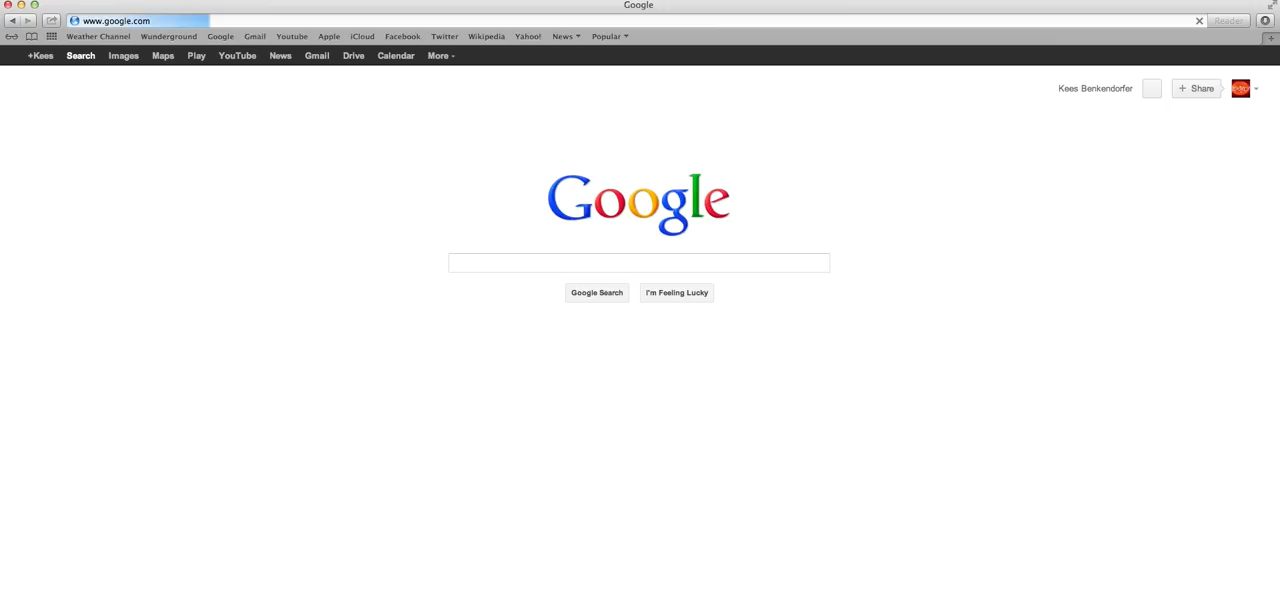 Google
www.google.com
Reader
Weather Channel Wunderground Google Gmail Youtube Apple iCloud Facebook Twitter Wikipedia Yahoo! News Popular
+Kees Search Images Maps Play YouTube News Gmail Drive Calendar More
Kees Benkendorfer + Share
Google
Google Search I'm Feeling Lucky